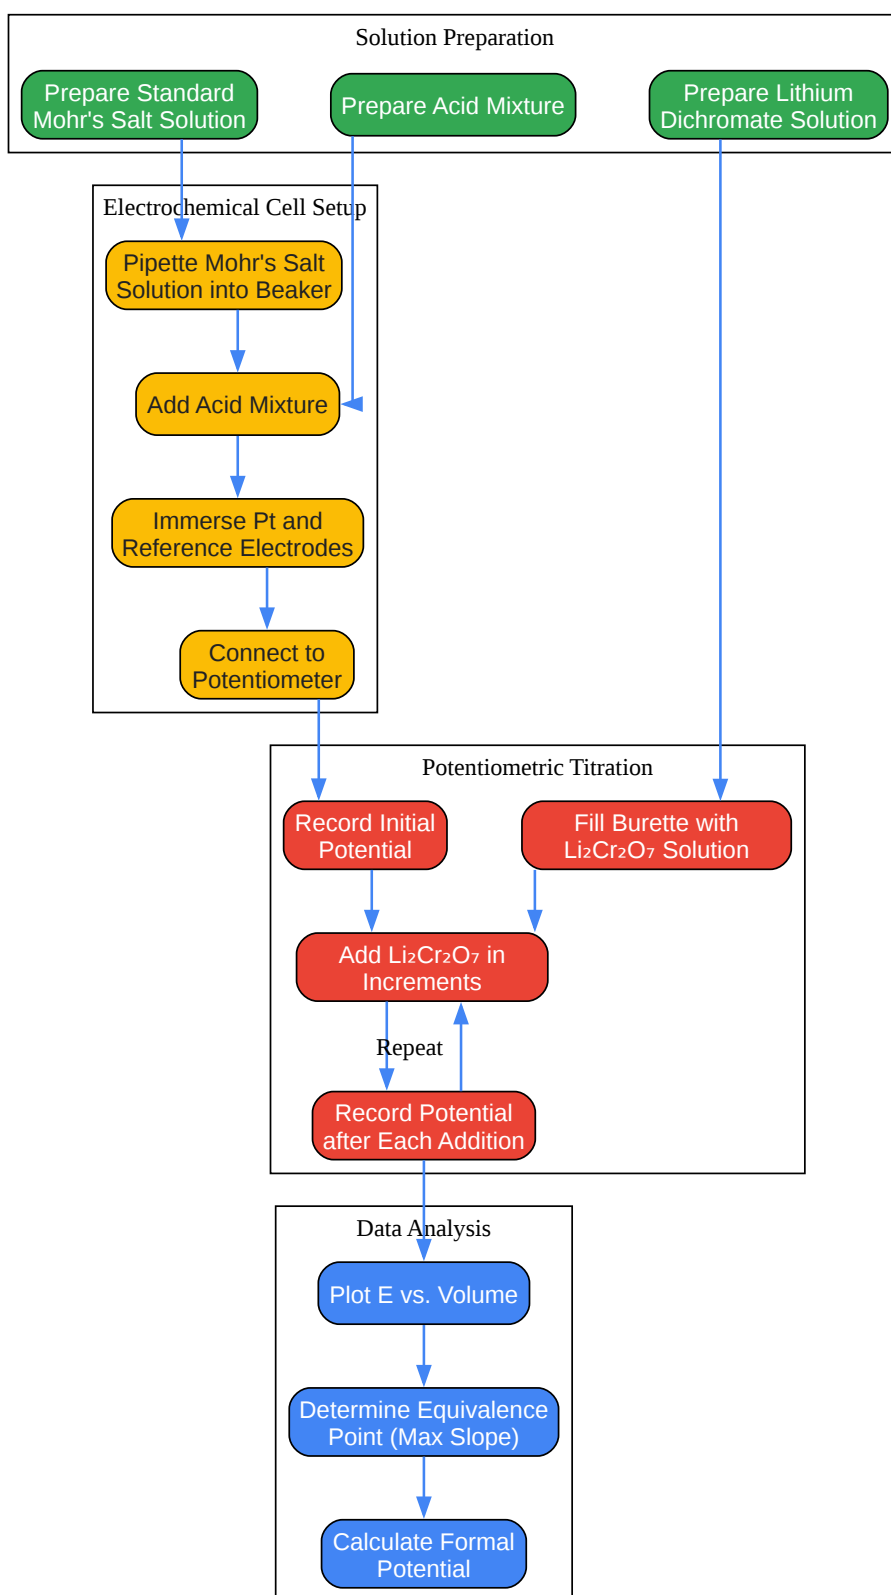 Solution Preparation
Prepare Standard
Mohr's Salt Solution
Prepare Acid Mixture
Prepare Lithium
Dichromate Solution
Electrochemical Cell Setup
Pipette Mohr's Salt
Solution into Beaker
Add Acid Mixture
Immerse Pt and
Reference Electrodes
Connect to
Potentiometer
Potentiometric Titration
Record Initial
Potential
Fill Burette with
Li₂Cr₂O₇ Solution
Add Li₂Cr₂O₇ in
Increments
Repeat
Record Potential
after Each Addition
Data Analysis
Plot E vs. Volume
Determine Equivalence
Point (Max Slope)
Calculate Formal
Potential